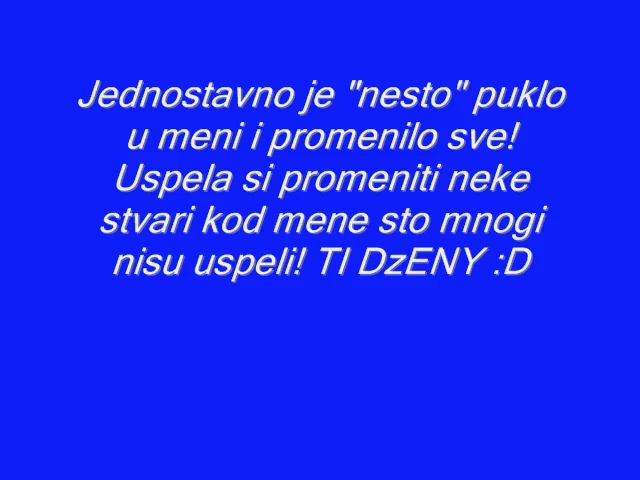 Jednostavno je "nesto" puklo
u meni i promenilo sve!
Uspela si promeniti neke
stvari kod mene sto mnogi
nisu uspeli! TI DzENY :D